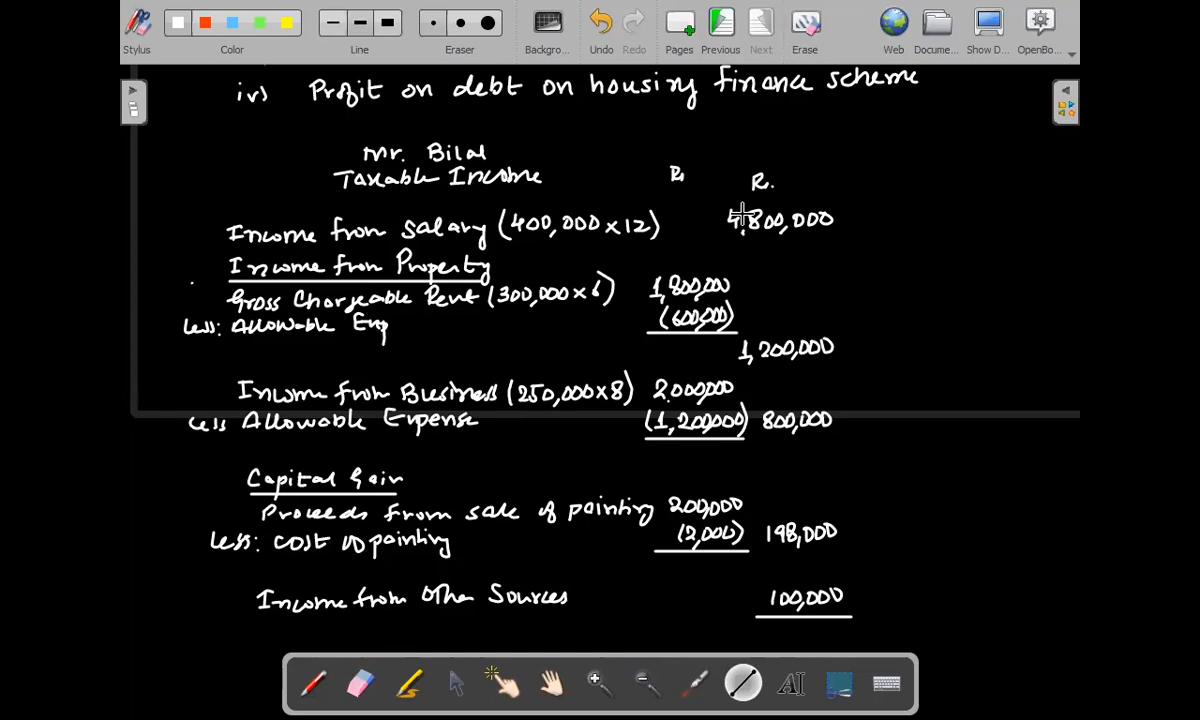 Stylus Color Line Eraser Backgro... Undo Redo Pages Previous Next Erase Web Docume... Show D... OpenBo...
iv) Profit on debt on housing finance scheme
Mr. Bilal
Taxable Income R. R.
Income from Salary (400,000 x 12) 4,800,000
Income from Property
Gross Chargeable Rent (300,000 x 6) 1,800,000
Less: Allowable Exp (600,000)
1,200,000
Income from Business (250,000 x 8) 2,000,000
Less Allowable Expense (1,200,000) 800,000
Capital Gain
Proceeds from sale of painting 200,000
Less: Cost of painting (2,000) 198,000
Income from Other Sources 100,000
AI